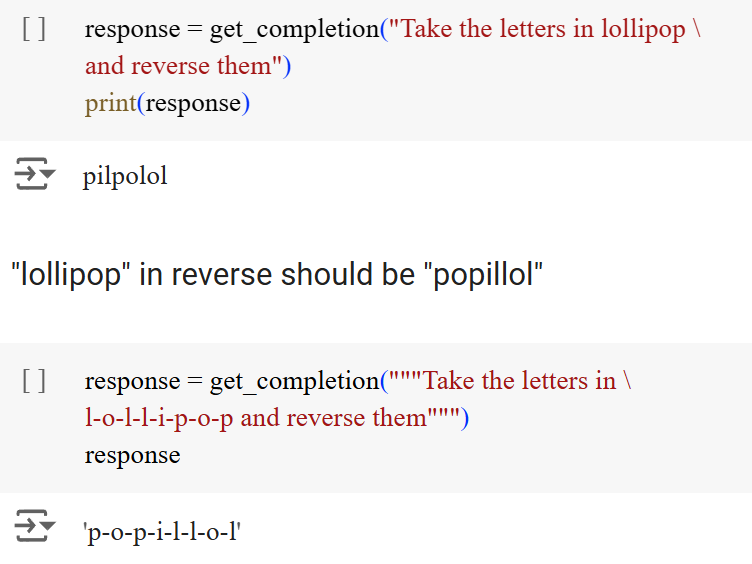 [ ] response = get_completion("Take the letters in lollipop \
and reverse them")
print(response)
pilpolol
"lollipop" in reverse should be "popillol"
[ ] response = get_completion("""Take the letters in \
l-o-l-l-i-p-o-p and reverse them""")
response
'p-o-p-i-l-l-o-l'